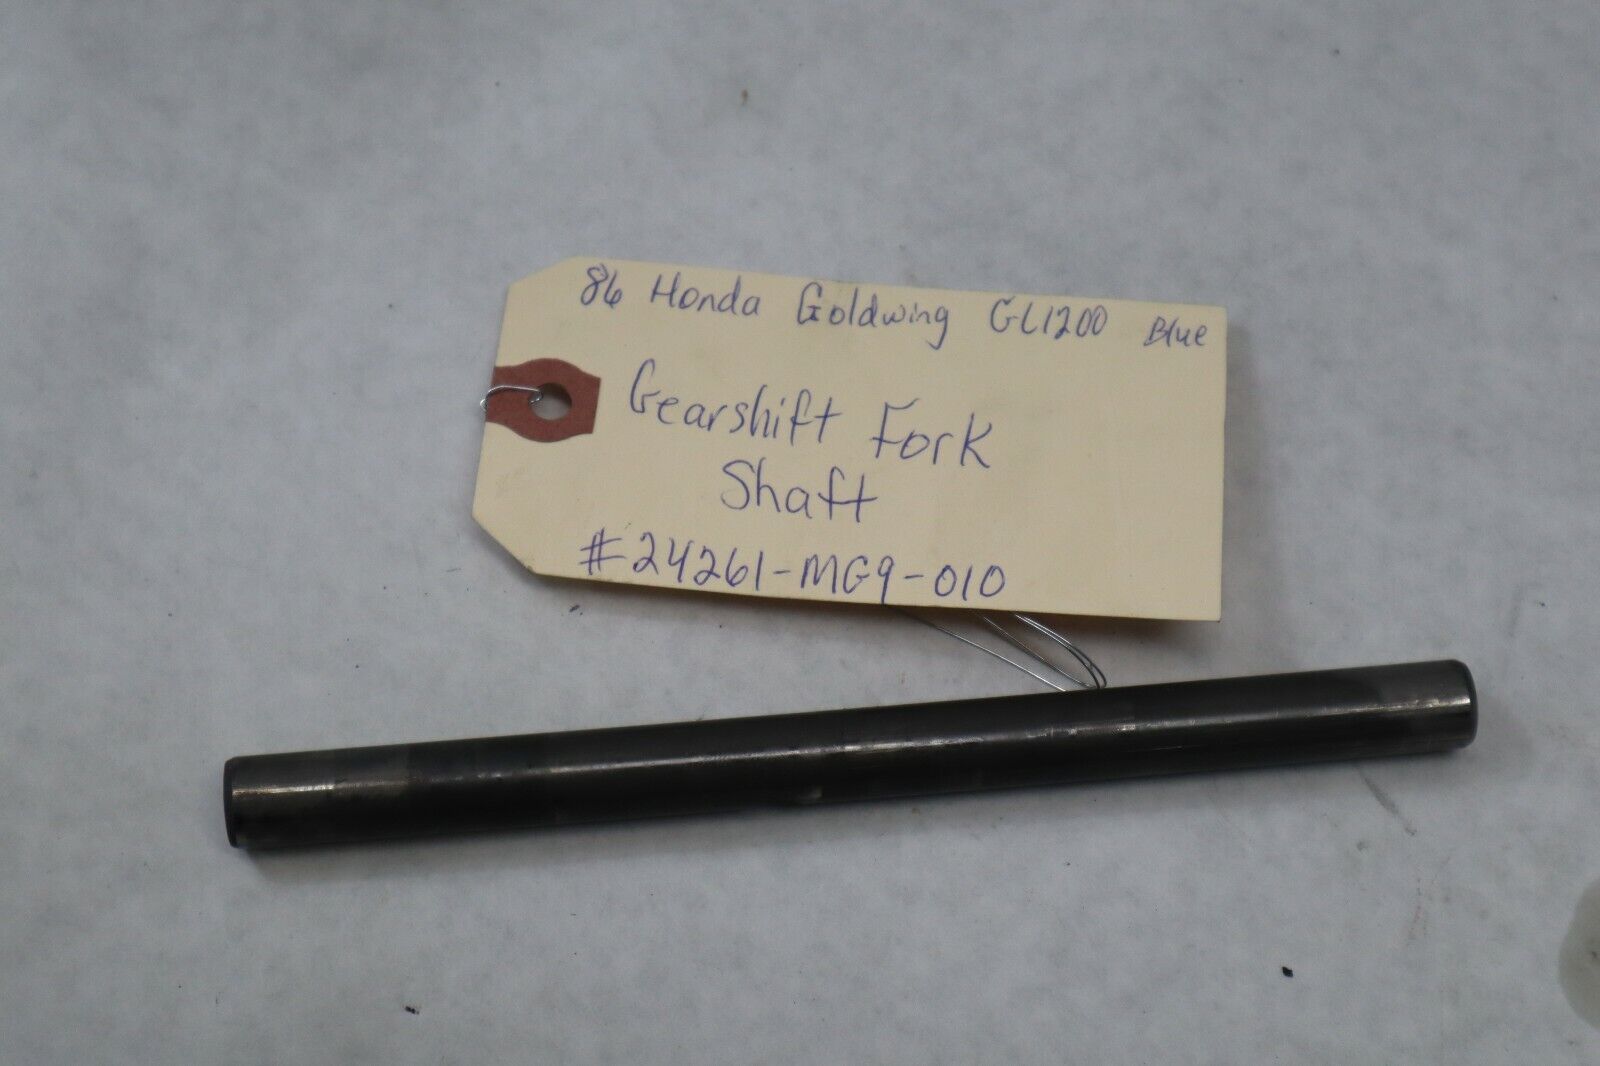 86 Honda Goldwing GL1200 Blue
Gearshift Fork
Shaft
#24261-MG9-010